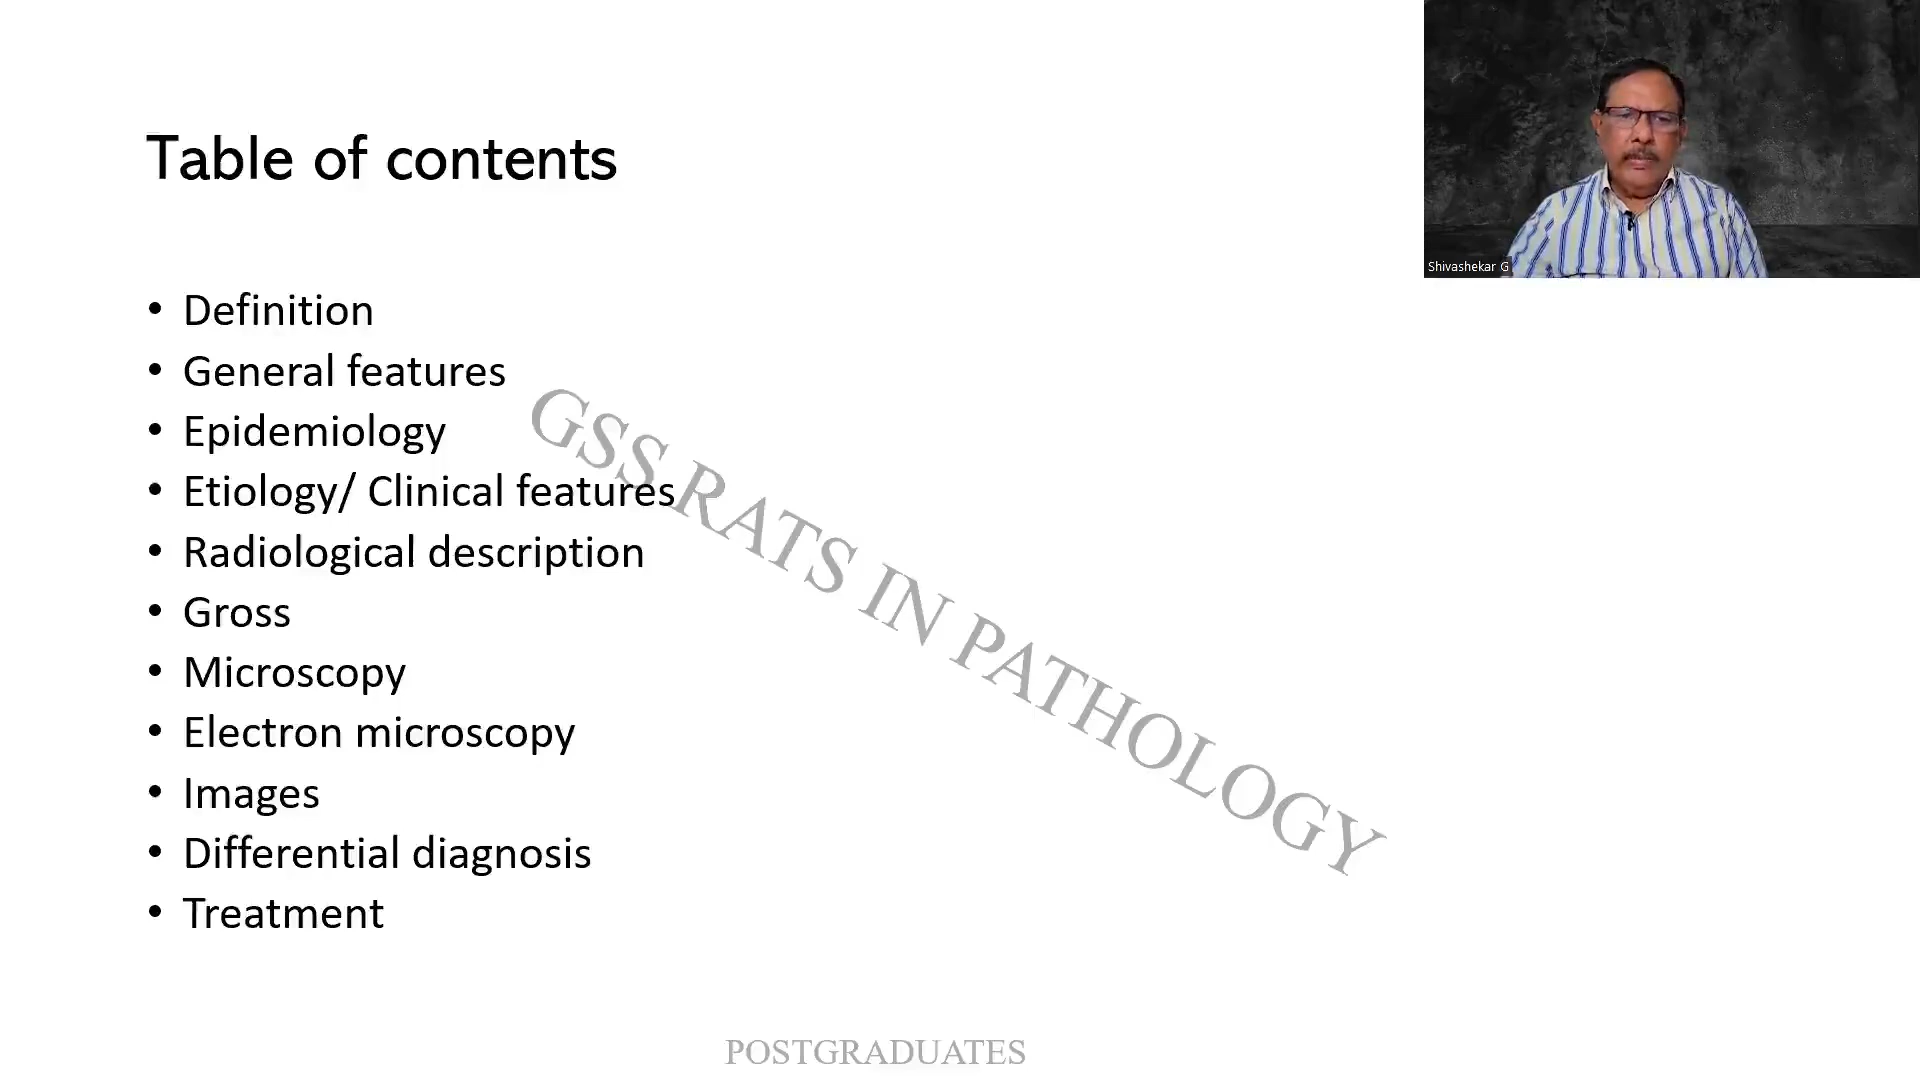 Table of contents
Shivashekar G
• Definition
• General features
• Epidemiology
• Etiology/ Clinical features
• Radiological description
• Gross
• Microscopy
• Electron microscopy
• Images
• Differential diagnosis
• Treatment
GSS RATS IN PATHOLOGY
POSTGRADUATES